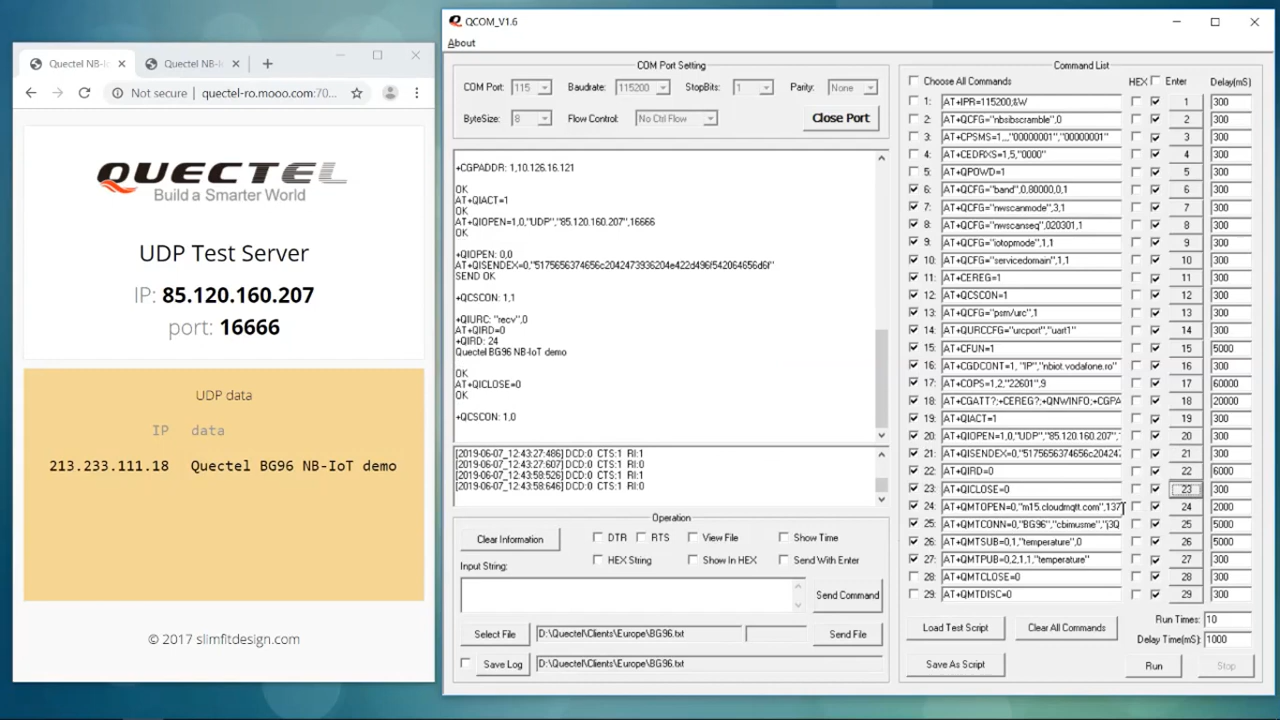 Quectel NB-I
Quectel NB-Io
Not secure
quectel-ro.mooo.com:70...
QUECTEL
Build a Smarter World
UDP Test Server
IP: 85.120.160.207
port: 16666
UDP data
IP data
213.233.111.18 Quectel BG96 NB-IoT demo
© 2017 slimfitdesign.com
QCOM_V1.6
About
COM Port Setting
COM Port: 115 Baudrate: 115200 StopBits: 1 Parity: None
ByteSize: 8 Flow Control: No Ctrl Flow Close Port
+CGPADDR: 1,10.126.16.121
OK
AT+QIACT=1
OK
AT+QIOPEN=1,0,"UDP","85.120.160.207",16666
OK
+QIOPEN: 0,0
AT+QISENDEX=0,"5175656374656c2042473936204e422d496f542064656d6f"
SEND OK
+QCSCON: 1,1
+QIURC: "recv",0
AT+QIRD=0
+QIRD: 24
Quectel BG96 NB-IoT demo
OK
AT+QICLOSE=0
OK
+QCSCON: 1,0
[2019-06-07_12:43:27:486] DCD:0 CTS:1 RI:1
[2019-06-07_12:43:27:607] DCD:0 CTS:1 RI:0
[2019-06-07_12:43:58:526] DCD:0 CTS:1 RI:1
[2019-06-07_12:43:58:646] DCD:0 CTS:1 RI:0
Operation
Clear Information
DTR RTS View File Show Time
HEX String Show In HEX Send With Enter
Input String:
Send Command
Select File D:\Quectel\Clients\Europe\BG96.txt Send File
Save Log D:\Quectel\Clients\Europe\BG96.txt
Command List
Choose All Commands HEX Enter Delay(mS)
1: AT+IPR=115200;&W 1 300
2: AT+QCFG="nbsibscramble",0 2 300
3: AT+CPSMS=1,,,"00000001","00000001" 3 300
4: AT+CEDRXS=1,5,"0000" 4 300
5: AT+QPOWD=1 5 300
6: AT+QCFG="band",0,80000,0,1 6 300
7: AT+QCFG="nwscanmode",3,1 7 300
8: AT+QCFG="nwscanseq",020301,1 8 300
9: AT+QCFG="iotopmode",1,1 9 300
10: AT+QCFG="servicedomain",1,1 10 300
11: AT+CEREG=1 11 300
12: AT+QCSCON=1 12 300
13: AT+QCFG="psm/urc",1 13 300
14: AT+QURCCFG="urcport","uart1" 14 300
15: AT+CFUN=1 15 5000
16: AT+CGDCONT=1, "IP","nbiot.vodafone.ro" 16 300
17: AT+COPS=1,2,"22601",9 17 60000
18: AT+CGATT?;+CEREG?;+QNWINFO;+CGPA 18 20000
19: AT+QIACT=1 19 300
20: AT+QIOPEN=1,0,"UDP","85.120.160.207", 20 300
21: AT+QISENDEX=0,"5175656374656c204247 21 300
22: AT+QIRD=0 22 6000
23: AT+QICLOSE=0 23 300
24: AT+QMTOPEN=0,"m15.cloudmqtt.com",137 24 2000
25: AT+QMTCONN=0,"BG96","cbimusme","j3Q 25 5000
26: AT+QMTSUB=0,1,"temperature",0 26 5000
27: AT+QMTPUB=0,2,1,1,"temperature" 27 300
28: AT+QMTCLOSE=0 28 300
29: AT+QMTDISC=0 29 300
Load Test Script Clear All Commands Run Times: 10
Delay Time(mS): 1000
Save As Script Run Stop